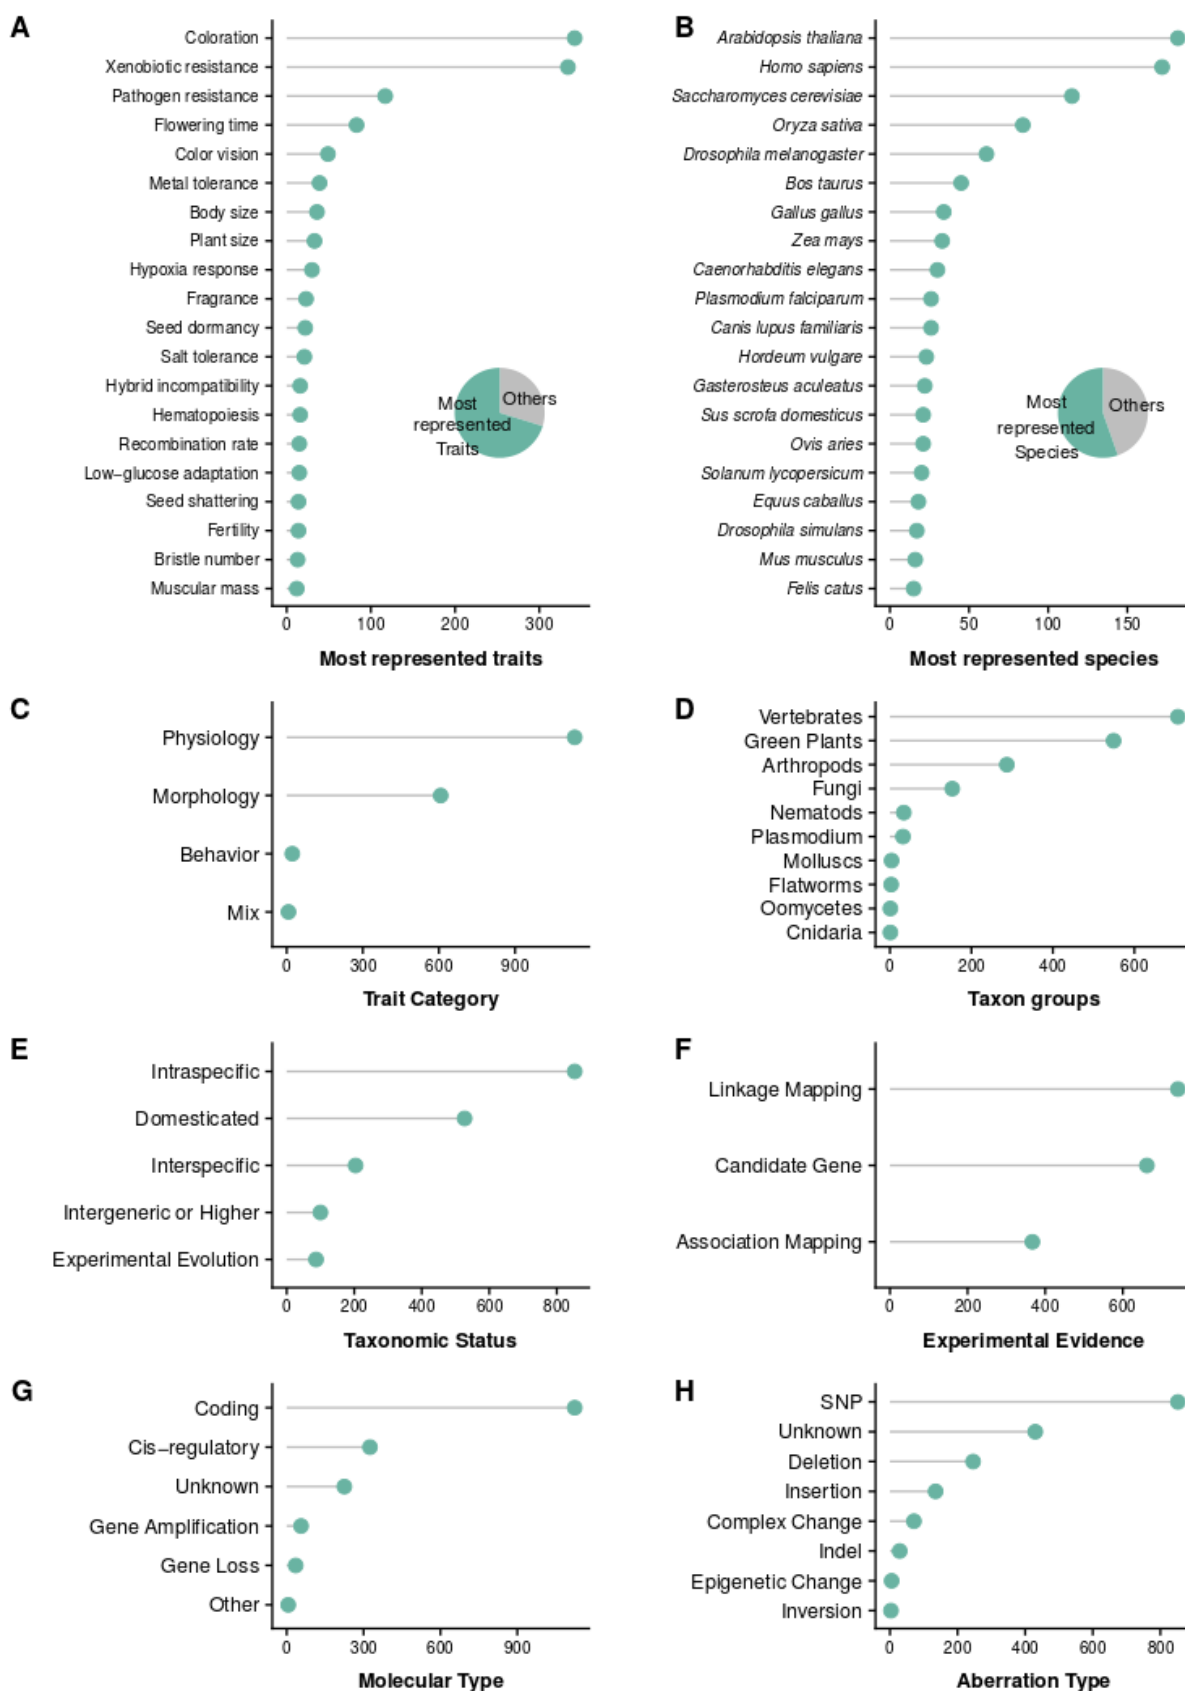 A
Coloration
Xenobiotic resistance
Pathogen resistance
Flowering time
Color vision
Metal tolerance
Body size
Plant size
Hypoxia response
Fragrance
Seed dormancy
Salt tolerance
Hybrid incompatibility
Hematopoiesis
Recombination rate
Low−glucose adaptation
Seed shattering
Fertility
Bristle number
Muscular mass
Most
represented
Traits
Others
0 100 200 300
Most represented traits
B
Arabidopsis thaliana
Homo sapiens
Saccharomyces cerevisiae
Oryza sativa
Drosophila melanogaster
Bos taurus
Gallus gallus
Zea mays
Caenorhabditis elegans
Plasmodium falciparum
Canis lupus familiaris
Hordeum vulgare
Gasterosteus aculeatus
Sus scrofa domesticus
Ovis aries
Solanum lycopersicum
Equus caballus
Drosophila simulans
Mus musculus
Felis catus
Most
represented
Species
Others
0 50 100 150
Most represented species
C
Physiology
Morphology
Behavior
Mix
0 300 600 900
Trait Category
D
Vertebrates
Green Plants
Arthropods
Fungi
Nematods
Plasmodium
Molluscs
Flatworms
Oomycetes
Cnidaria
0 200 400 600
Taxon groups
E
Intraspecific
Domesticated
Interspecific
Intergeneric or Higher
Experimental Evolution
0 200 400 600 800
Taxonomic Status
F
Linkage Mapping
Candidate Gene
Association Mapping
0 200 400 600
Experimental Evidence
G
Coding
Cis−regulatory
Unknown
Gene Amplification
Gene Loss
Other
0 300 600 900
Molecular Type
H
SNP
Unknown
Deletion
Insertion
Complex Change
Indel
Epigenetic Change
Inversion
0 200 400 600 800
Aberration Type